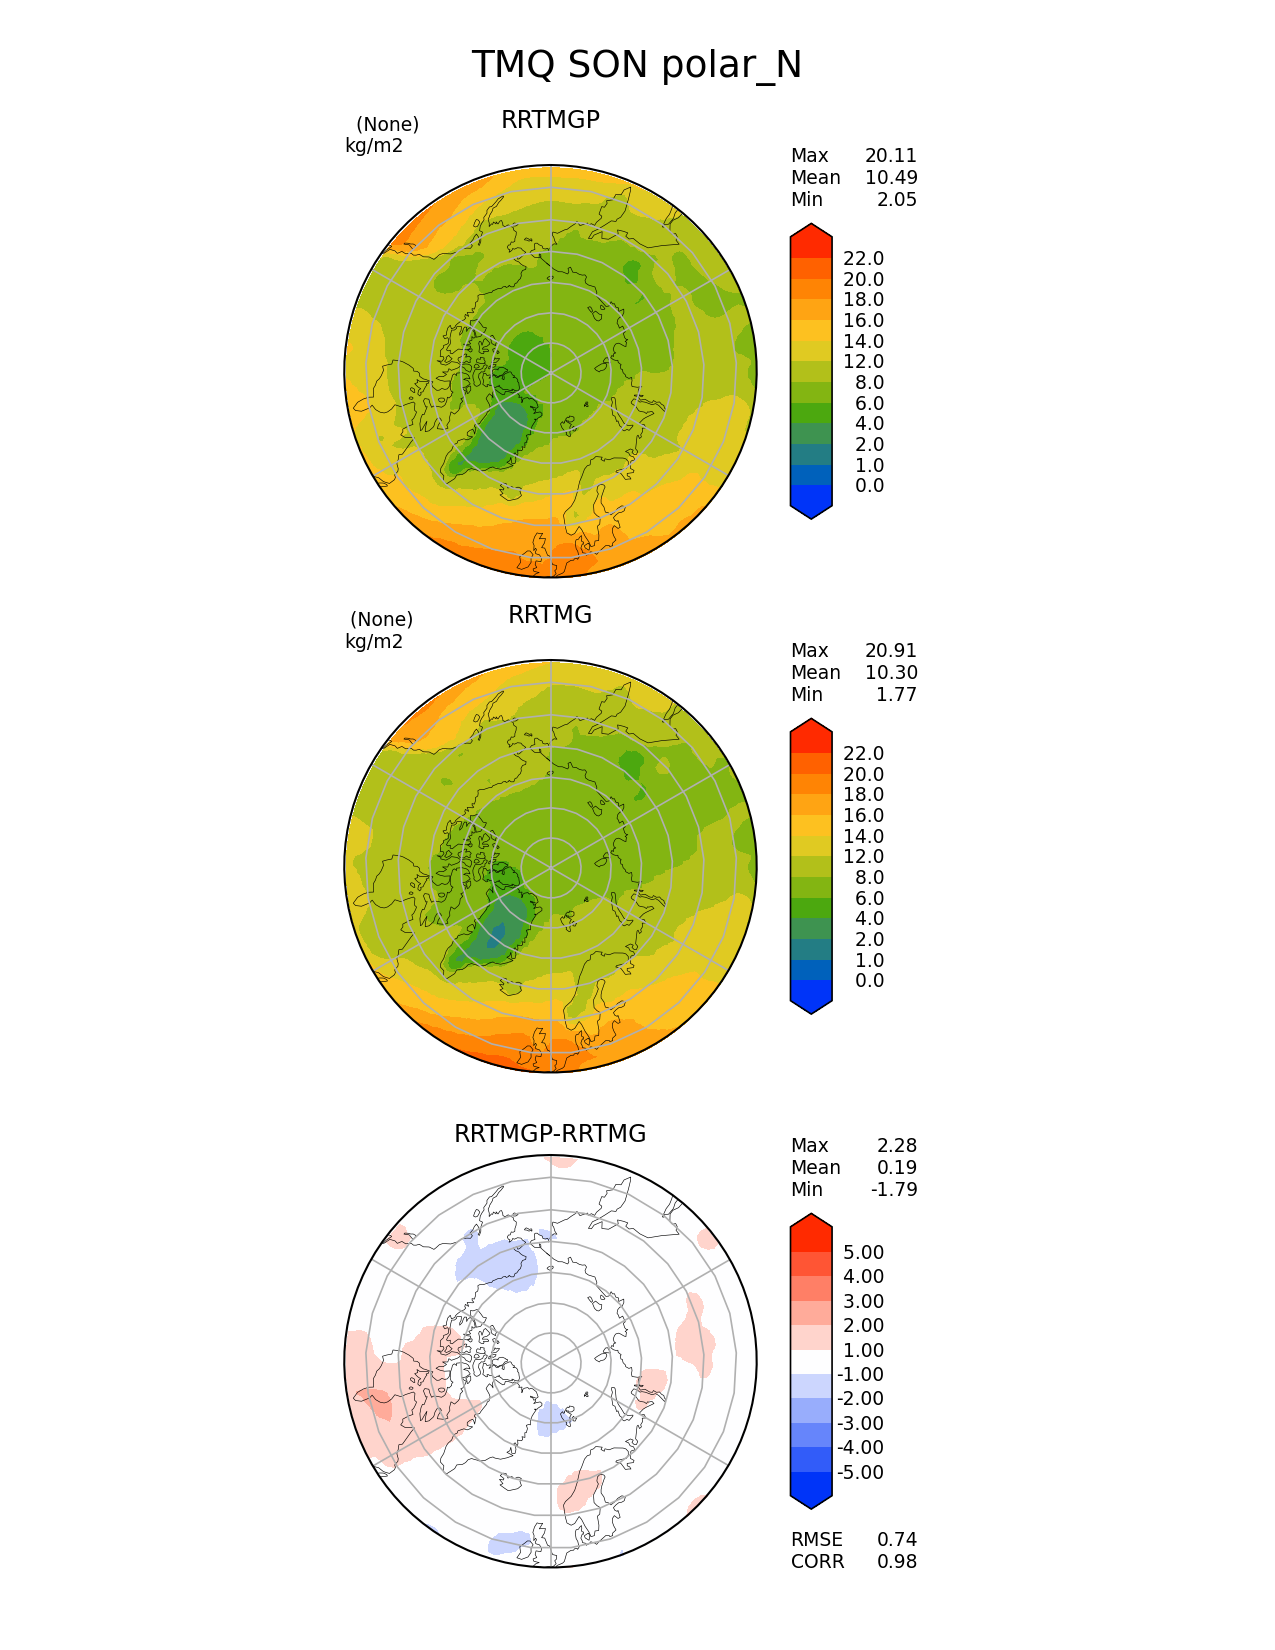 TMQ SON polar_N
(None)
RRTMGP
kg/m2
Max 20.11
Mean 10.49
Min 2.05
22.0
20.0
18.0
16.0
14.0
12.0
8.0
6.0
4.0
2.0
1.0
0.0
(None)
RRTMG
kg/m2
Max 20.91
Mean 10.30
Min 1.77
22.0
20.0
18.0
16.0
14.0
12.0
8.0
6.0
4.0
2.0
1.0
0.0
RRTMGP-RRTMG
Max 2.28
Mean 0.19
Min -1.79
5.00
4.00
3.00
2.00
1.00
-1.00
-2.00
-3.00
-4.00
-5.00
RMSE 0.74
CORR 0.98